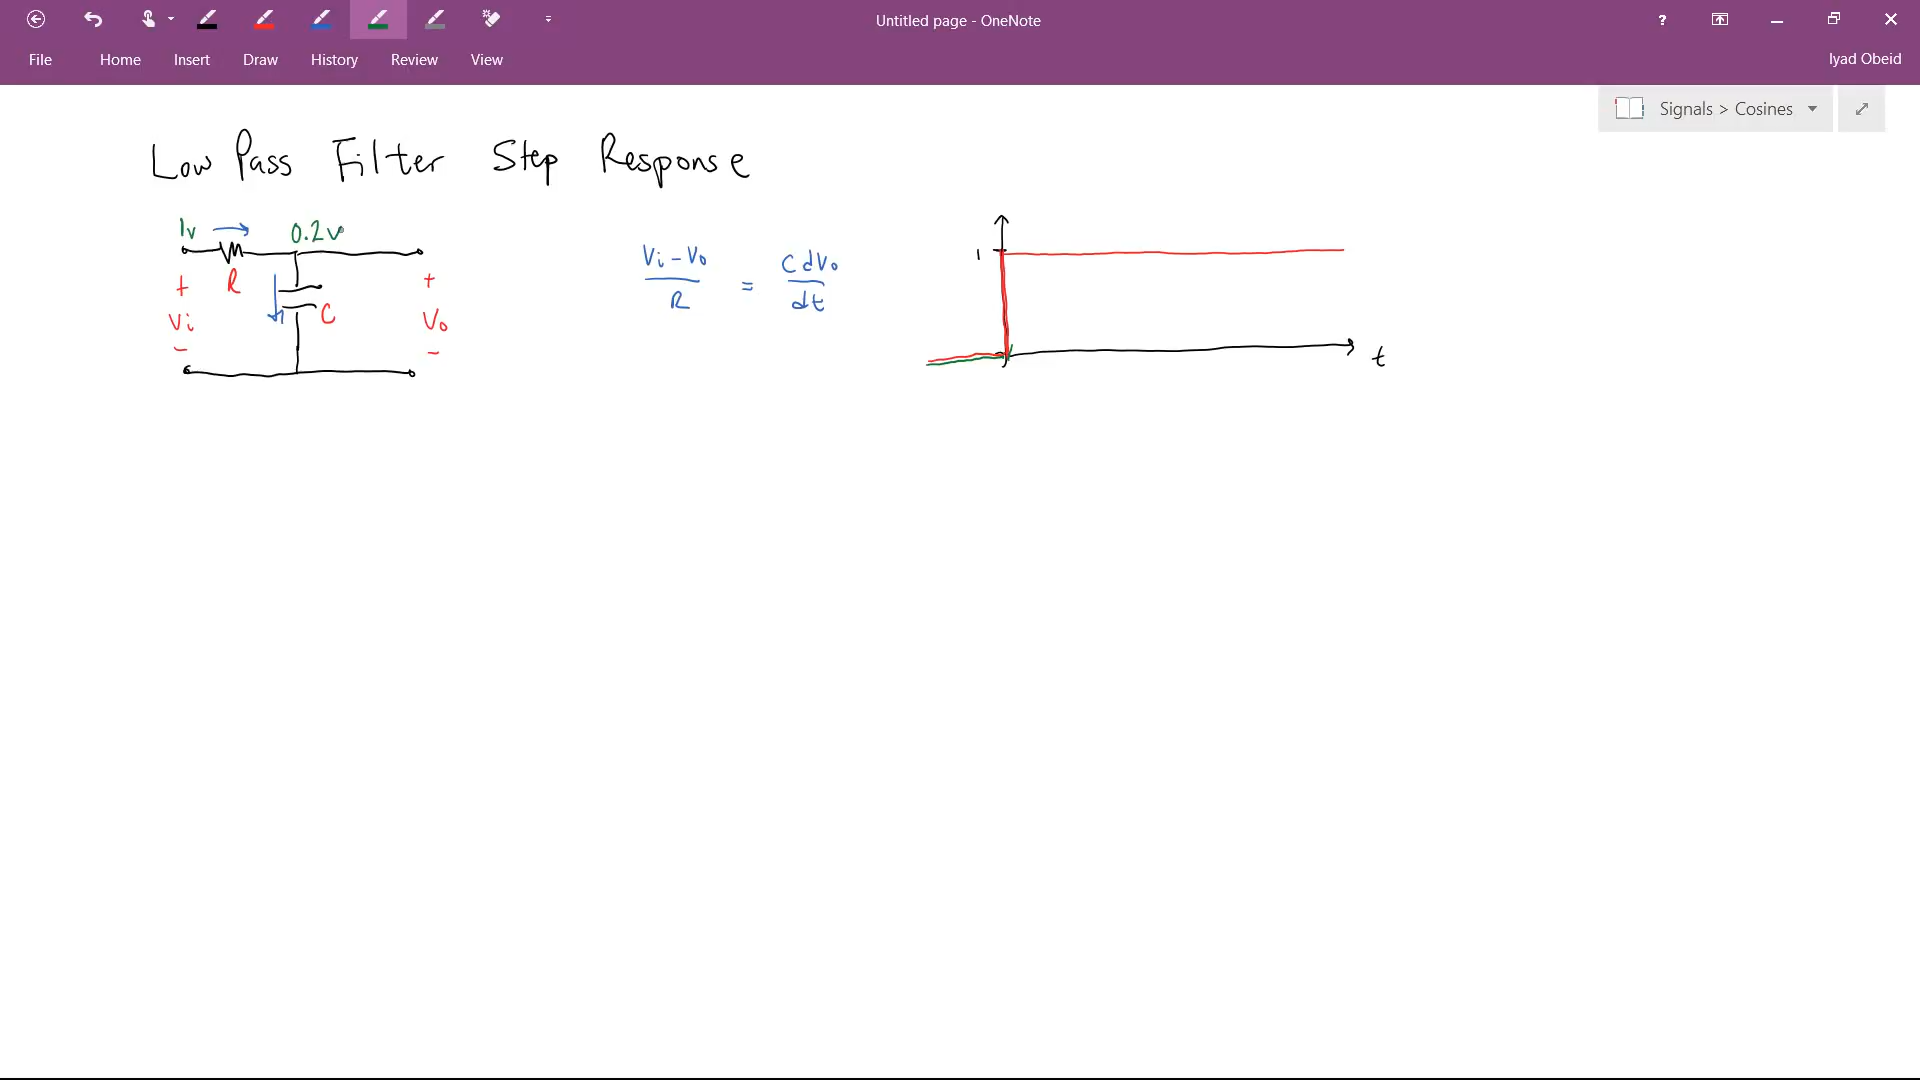 Untitled page - OneNote
?
File Home Insert Draw History Review View
Iyad Obeid
Signals > Cosines
Low Pass Filter Step Response
1v
0.2v
+ R +
Vi C Vo
- -
Vi - Vo
R
=
C dVo
dt
1
t